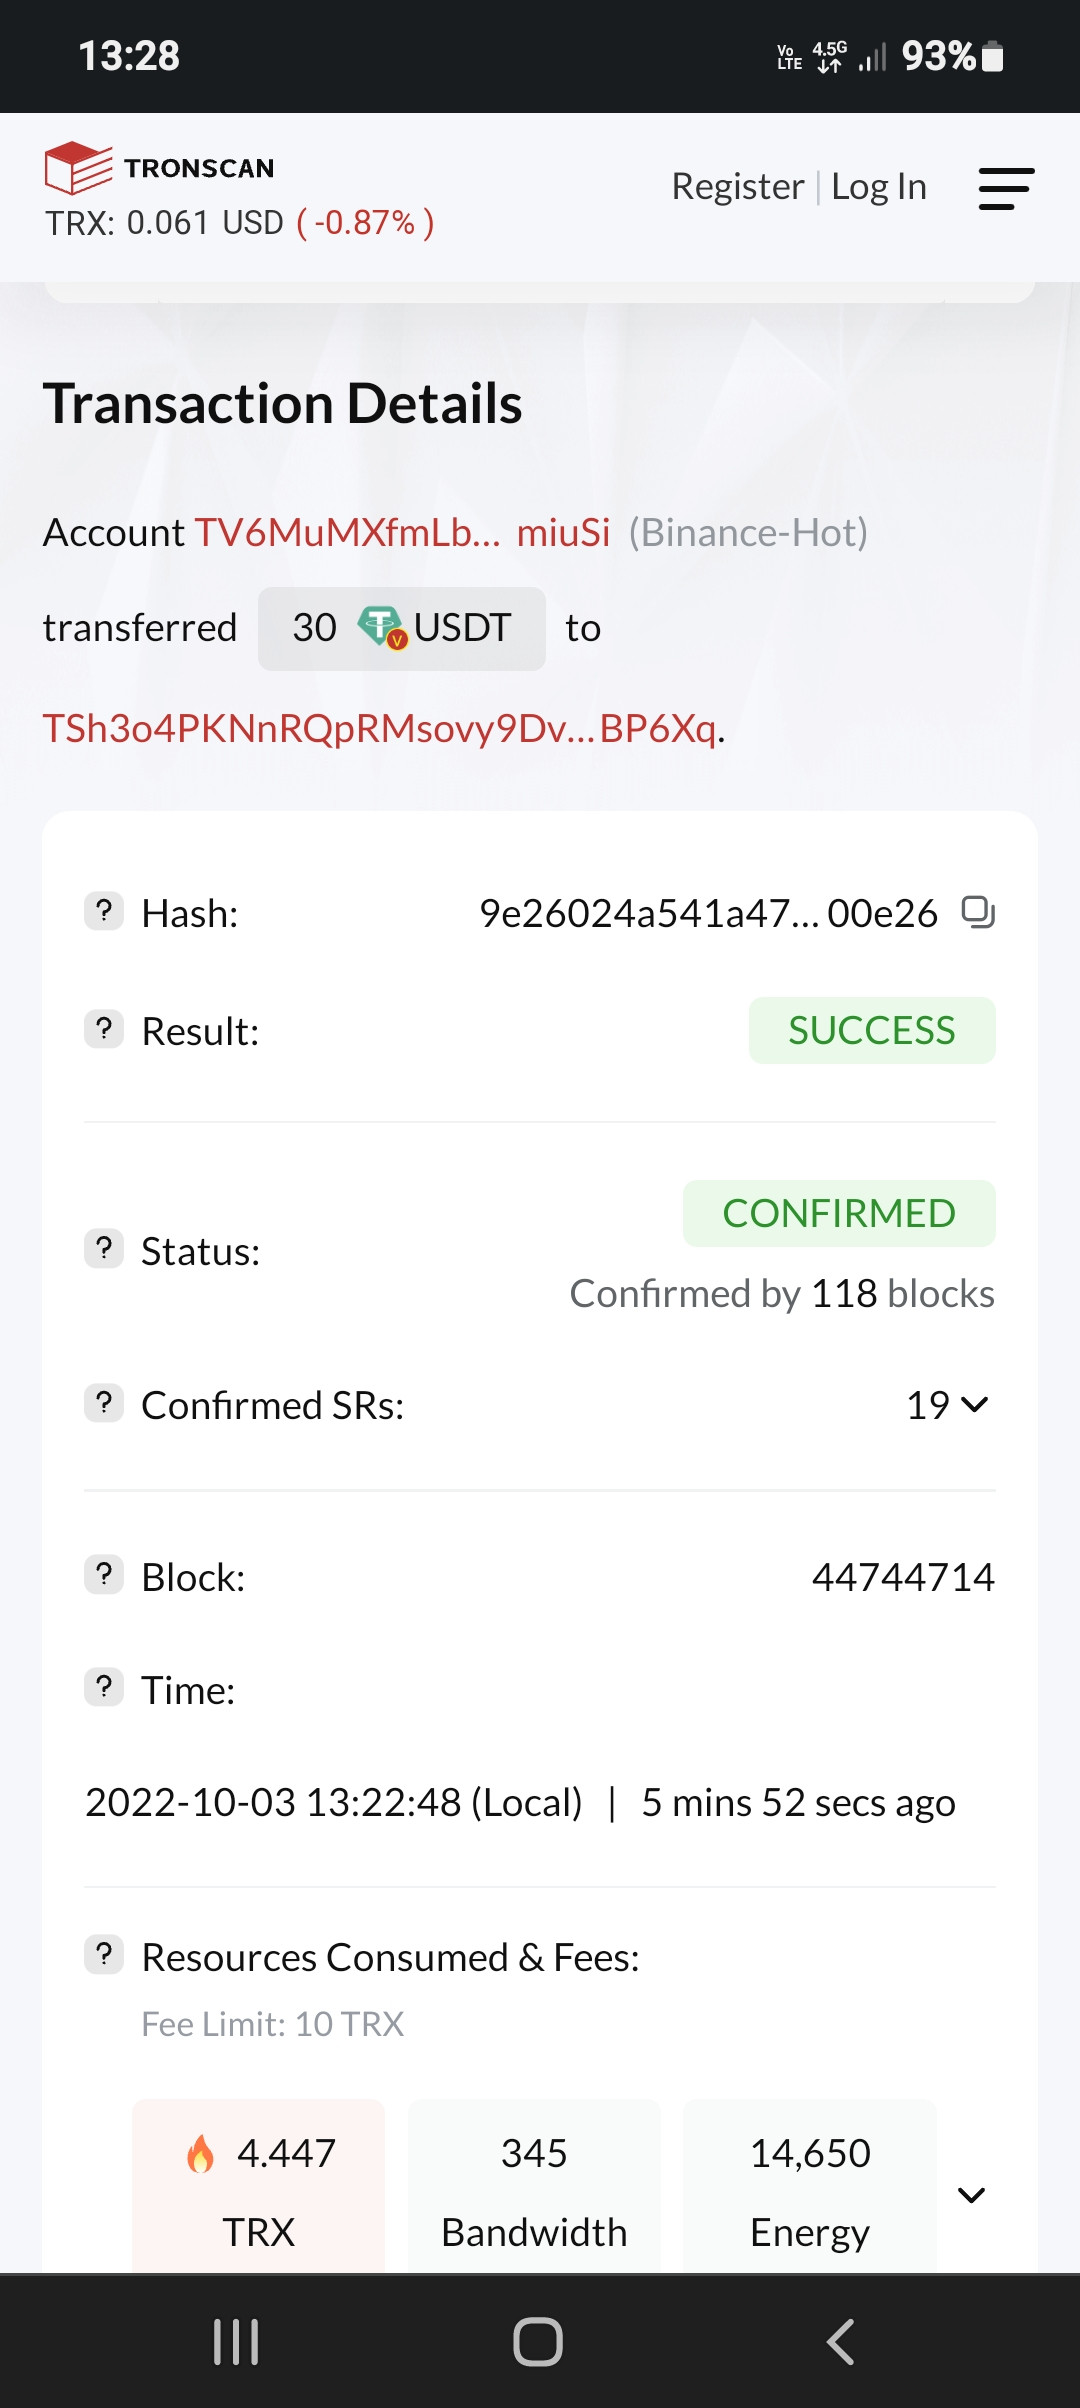 13:28 Vo LTE 4.5G 93%
TRONSCAN
Register | Log In
TRX: 0.061 USD ( -0.87% )
Transaction Details
Account TV6MuMXfmLb... miuSi (Binance-Hot)
transferred 30 USDT to
TSh3o4PKNnRQpRMsovy9Dv...BP6Xq.
? Hash: 9e26024a541a47...00e26
? Result: SUCCESS
CONFIRMED
? Status:
Confirmed by 118 blocks
? Confirmed SRs: 19
? Block: 44744714
? Time:
2022-10-03 13:22:48 (Local) | 5 mins 52 secs ago
? Resources Consumed & Fees:
Fee Limit: 10 TRX
4.447 345 14,650
TRX Bandwidth Energy